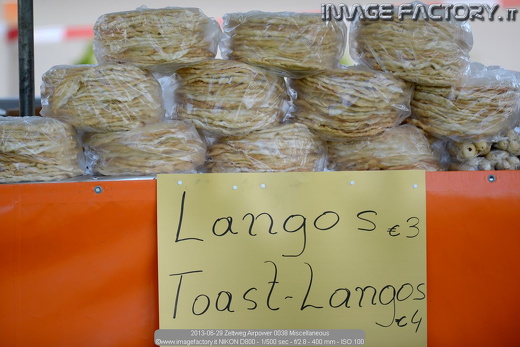 IMAGE FACTORY.it
Langos €3
Toast-Langos
€4
2013-06-29 Zeltweg Airpower 0038 Miscellaneous
©www.imagefactory.it NIKON D800 - 1/500 sec - f/2.8 - 400 mm - ISO 100